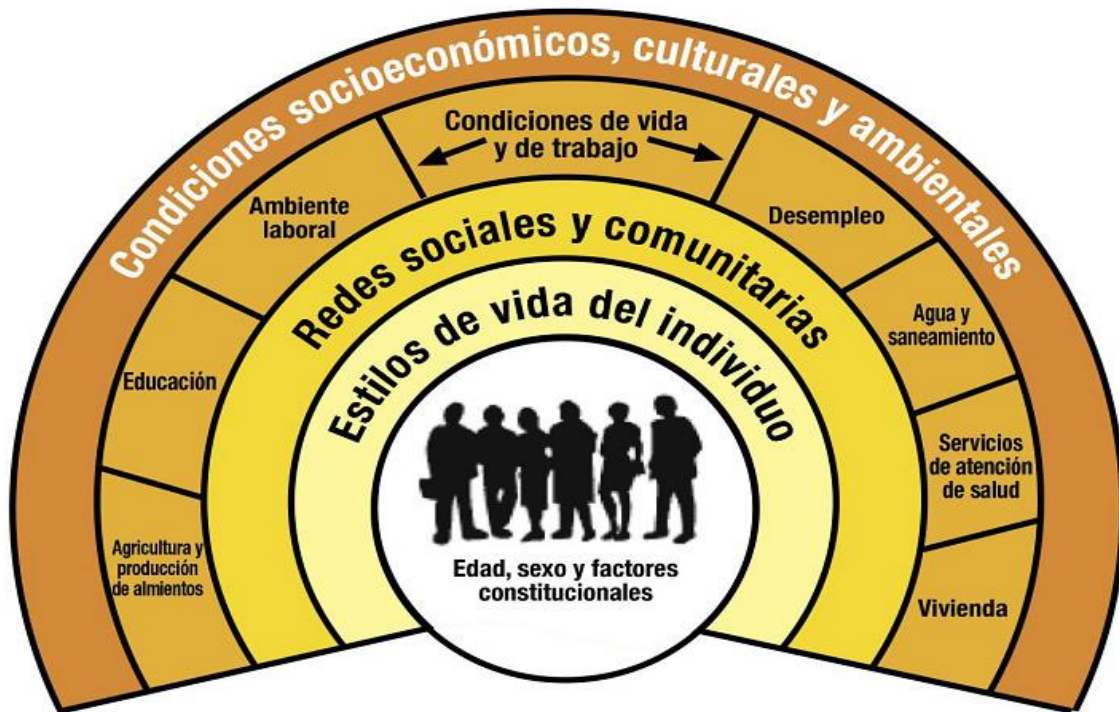 Condiciones socioeconómicos, culturales y ambientales
Condiciones de vida
y de trabajo
Ambiente
laboral
Desempleo
Educación
Agua y
saneamiento
Agricultura y
producción
de almientos
Servicios
de atención
de salud
Vivienda
Redes sociales y comunitarias
Estilos de vida del individuo
Edad, sexo y factores
constitucionales